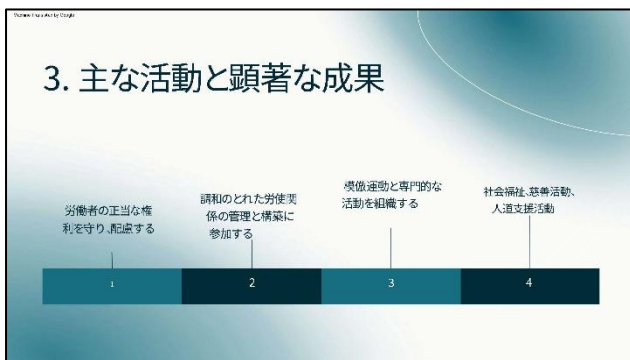 Machine Translated by Google
3. 主な活動と顕著な成果
労働者の正当な権
利を守り、配慮する
調和のとれた労使関
係の管理と構築に
参加する
模倣運動と専門的な
活動を組織する
社会福祉、慈善活動、
人道支援活動
1
2
3
4